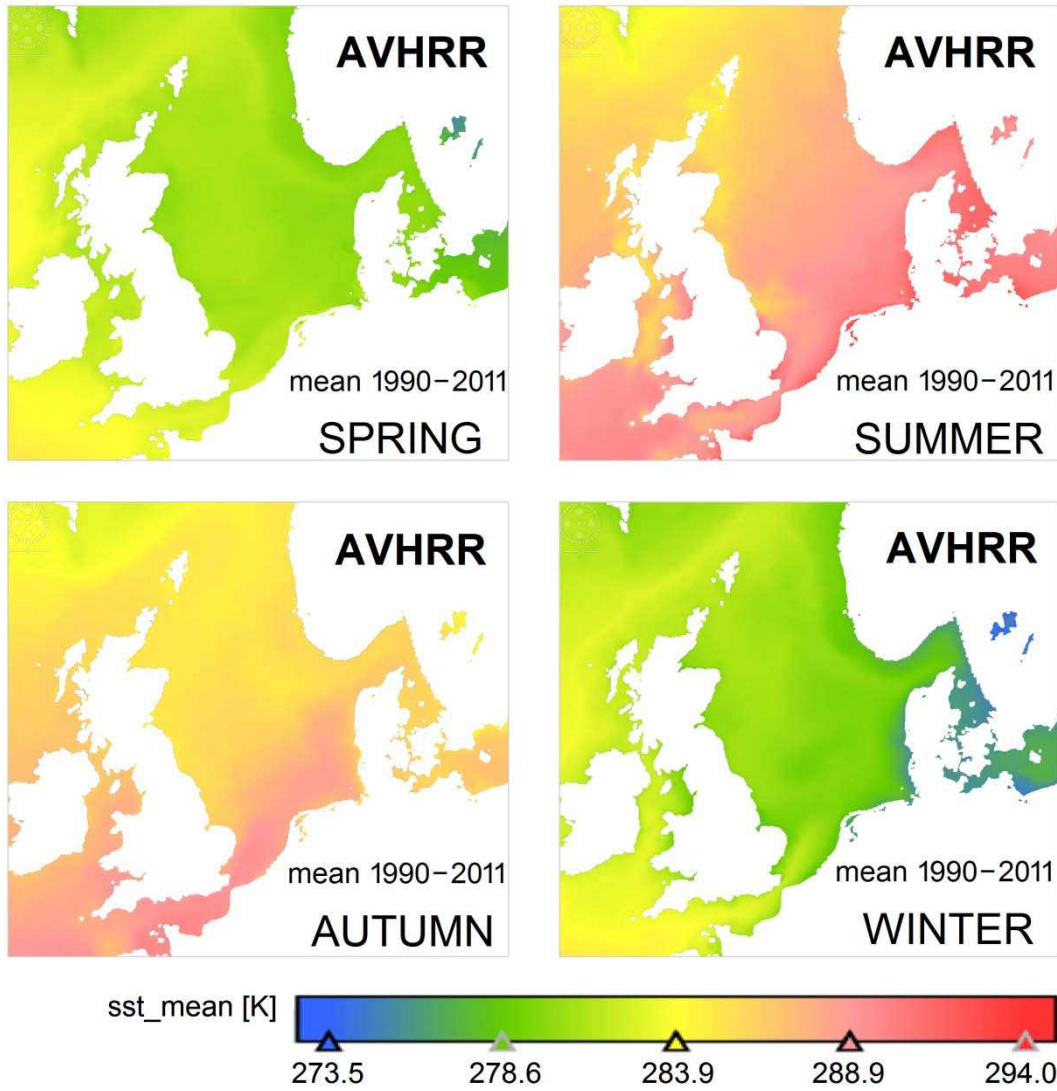 AVHRR
mean 1990-2011
SPRING
AVHRR
mean 1990-2011
SUMMER
AVHRR
mean 1990-2011
AUTUMN
AVHRR
mean 1990-2011
WINTER
sst_mean [K]
273.5 278.6 283.9 288.9 294.0